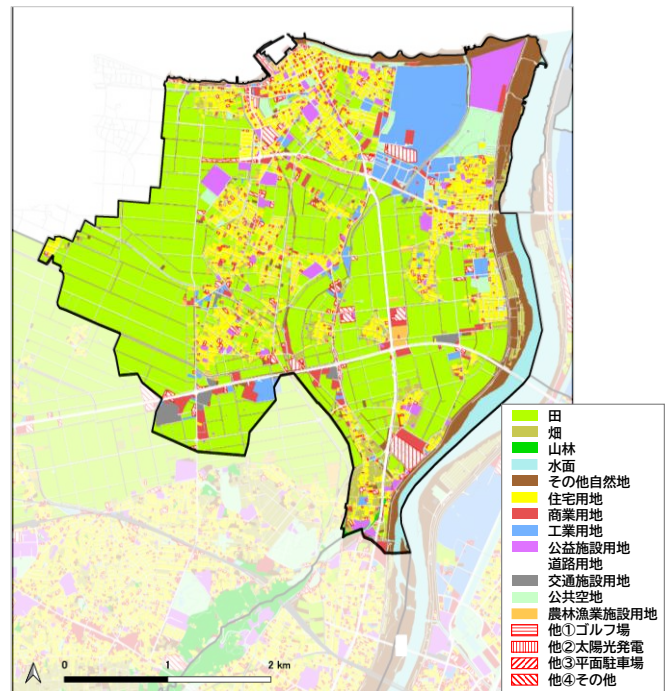 田
畑
山林
水面
その他自然地
住宅用地
商業用地
工業用地
公益施設用地
道路用地
交通施設用地
公共空地
農林漁業施設用地
他①ゴルフ場
他②太陽光発電
他③平面駐車場
他④その他
0 1 2 km